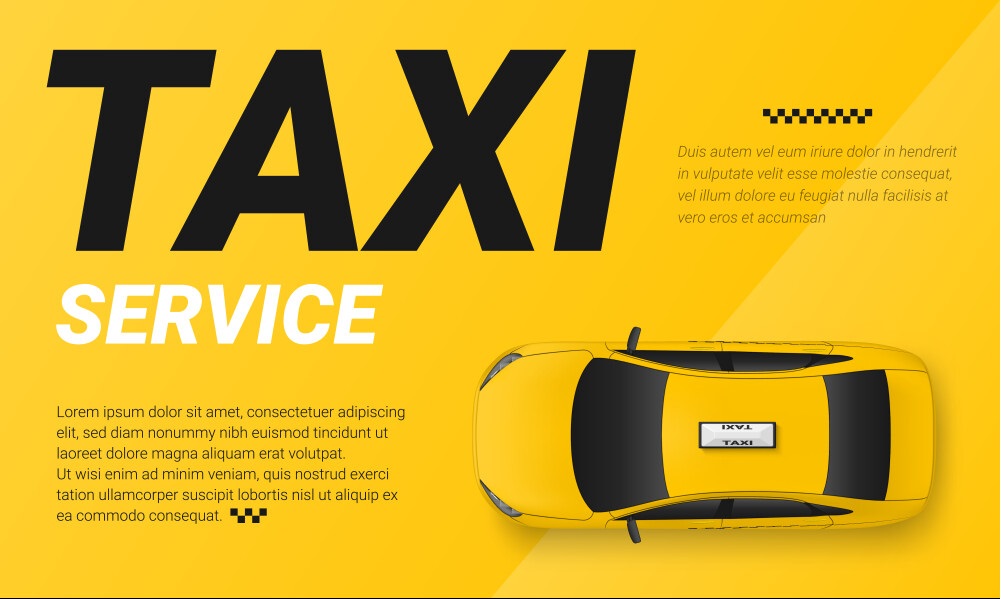 TAXI
SERVICE
Duis autem vel eum iriure dolor in hendrerit
in vulputate velit esse molestie consequat,
vel illum dolore eu feugiat nulla facilisis at
vero eros et accumsan
Lorem ipsum dolor sit amet, consectetuer adipiscing
elit, sed diam nonummy nibh euismod tincidunt ut
laoreet dolore magna aliquam erat volutpat.
Ut wisi enim ad minim veniam, quis nostrud exerci
tation ullamcorper suscipit lobortis nisl ut aliquip ex
ea commodo consequat.
TAXI
TAXI